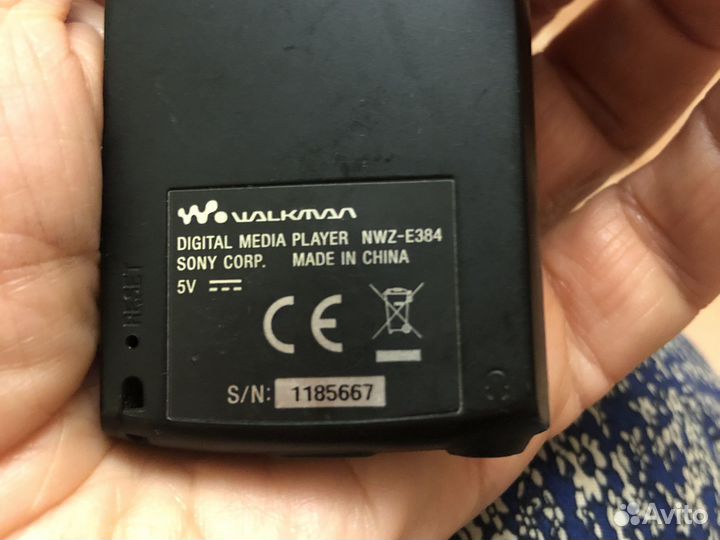 WALKMAN
DIGITAL MEDIA PLAYER NWZ-E384
SONY CORP. MADE IN CHINA
5V
CE
S/N: 1185667
RESET
Avito